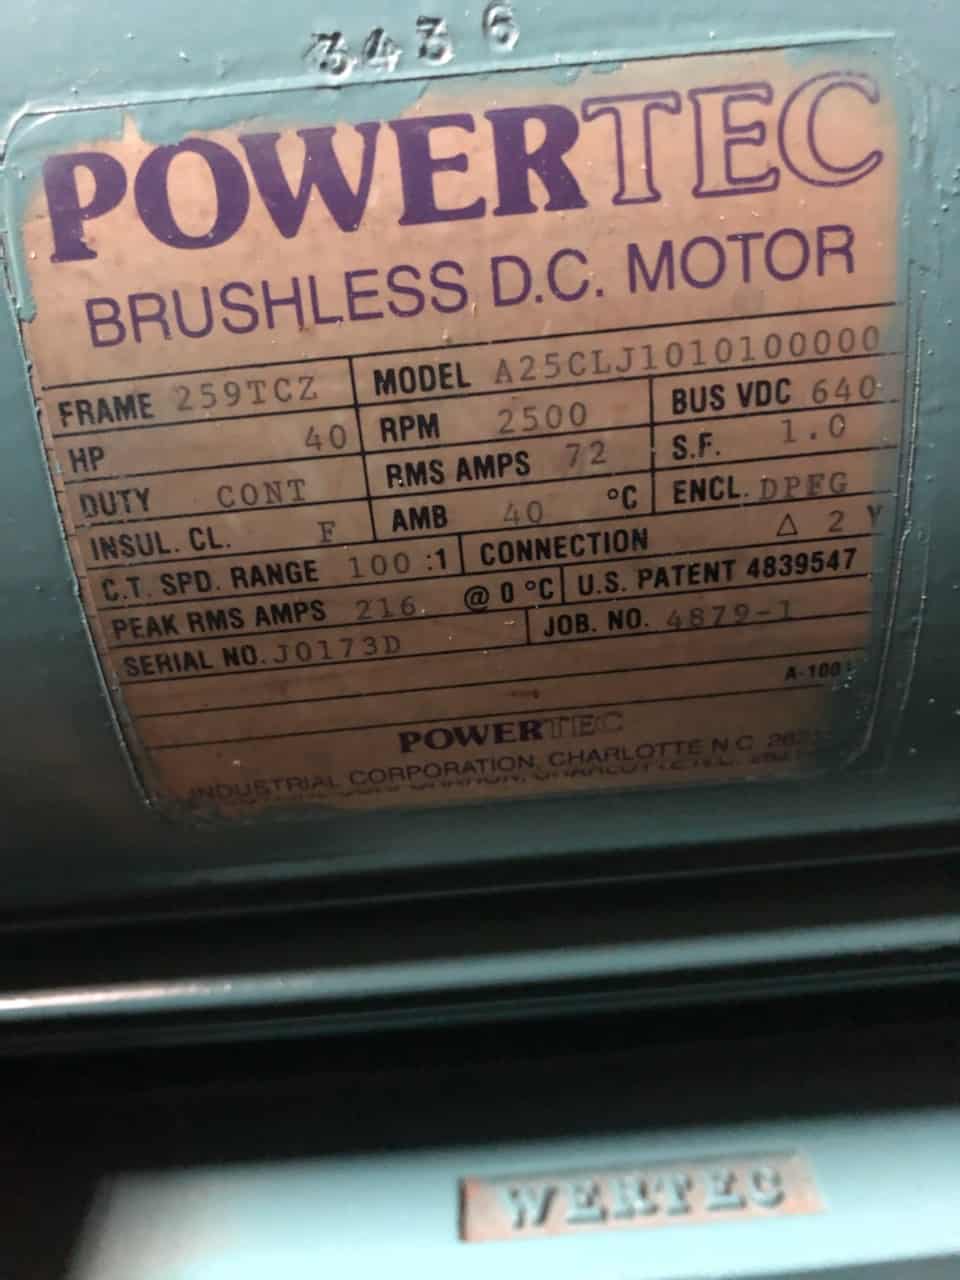 3436
POWERTEC
BRUSHLESS D.C. MOTOR
FRAME 259TCZ MODEL A25CLJ1010100000
HP 40 RPM 2500 BUS VDC 640
DUTY CONT RMS AMPS 72 S.F. 1.0
INSUL. CL. F AMB 40 °C ENCL. DPFG
C.T. SPD. RANGE 100 :1 CONNECTION Δ 2 Y
PEAK RMS AMPS 216 @ 0 °C U.S. PATENT 4839547
SERIAL NO. J0173D JOB. NO. 4879-1
A-100
POWERTEC
INDUSTRIAL CORPORATION, CHARLOTTE N.C.
WERTEC